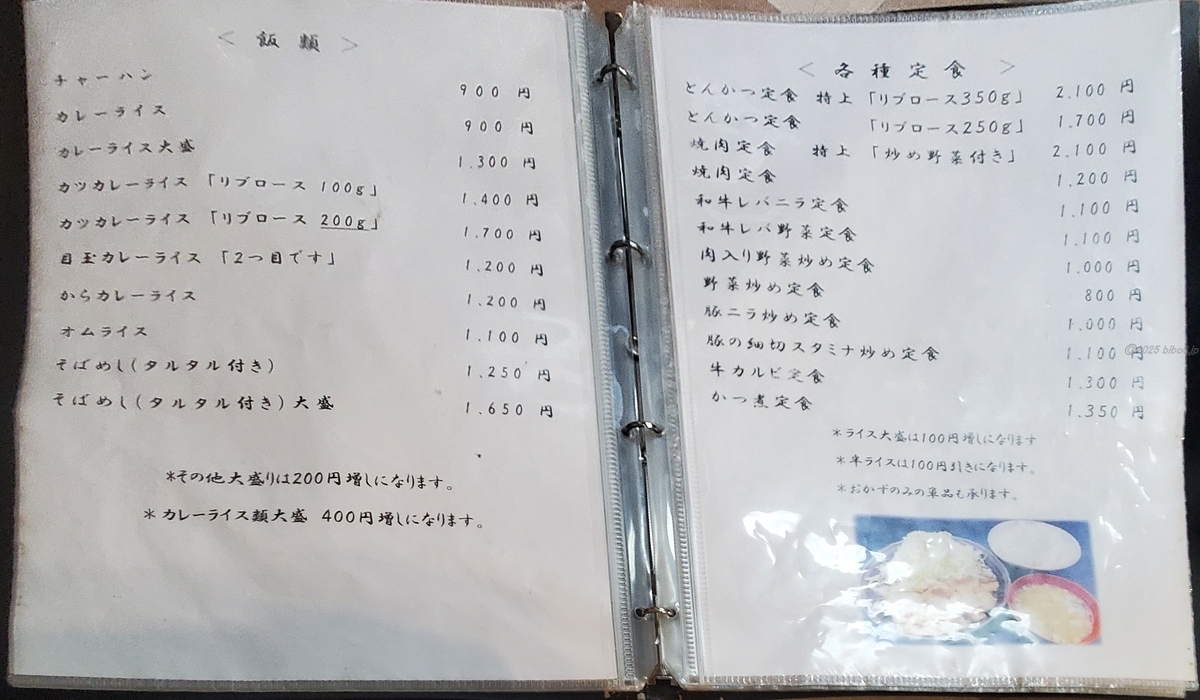 ＜ 飯 類 ＞
チャーハン 900 円
カレーライス 900 円
カレーライス大盛 1.300 円
カツカレーライス 「リブロース 100g」 1.400 円
カツカレーライス 「リブロース 200g」 1.700 円
目玉カレーライス 「2つ目です」 1.200 円
からカレーライス 1.200 円
オムライス 1.100 円
そばめし(タルタル付き) 1.250 円
そばめし(タルタル付き)大盛 1.650 円
*その他大盛りは200円増しになります。
*カレーライス類大盛 400円増しになります。
＜ 各種定食 ＞
とんかつ定食 特上 「リブロース350g」 2.100 円
とんかつ定食 「リブロース250g」 1.700 円
焼肉定食 特上 「炒め野菜付き」 2.100 円
焼肉定食 1.200 円
和牛レバニラ定食 1.100 円
和牛レバ野菜定食 1.100 円
肉入り野菜炒め定食 1.000 円
野菜炒め定食 800 円
豚ニラ炒め定食 1.000 円
豚の細切スタミナ炒め定食 1.100 円
牛カルビ定食 1.300 円
かつ煮定食 1.350 円
*ライス大盛は100円増しになります
*半ライスは100円引きになります。
*おかずのみの単品も承ります。